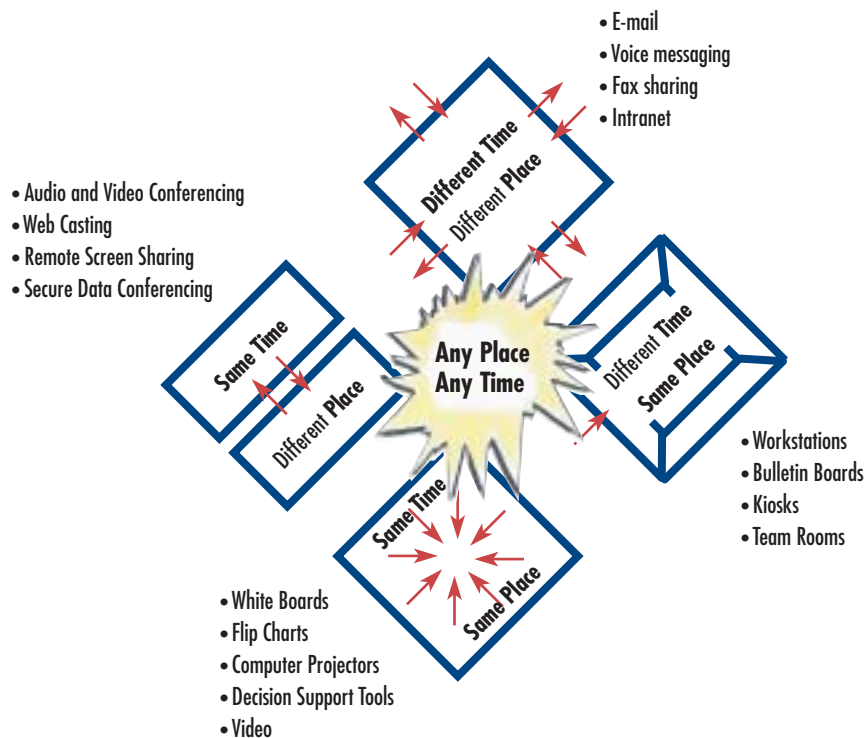 • E-mail
• Voice messaging
• Fax sharing
• Intranet
Different Time
Different Place
• Audio and Video Conferencing
• Web Casting
• Remote Screen Sharing
• Secure Data Conferencing
Same Time
Different Place
Any Place
Any Time
Different Time
Same Place
• Workstations
• Bulletin Boards
• Kiosks
• Team Rooms
Same Time
Same Place
• White Boards
• Flip Charts
• Computer Projectors
• Decision Support Tools
• Video